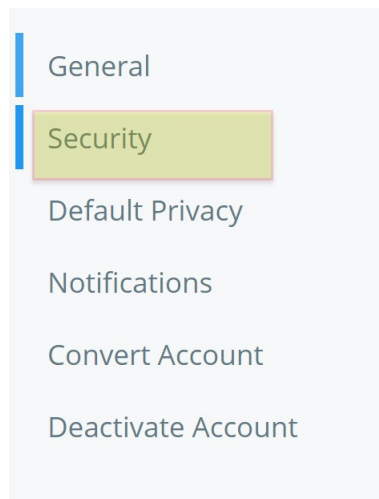 General
Security
Default Privacy
Notifications
Convert Account
Deactivate Account